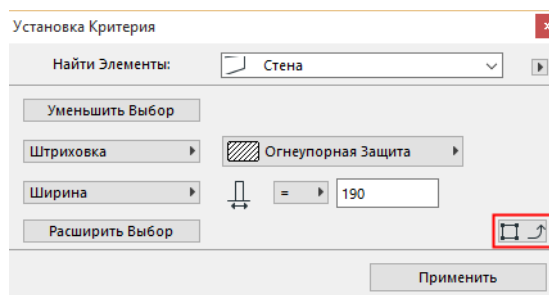 Установка Критерия
Найти Элементы: Стена
Уменьшить Выбор
Штриховка Огнеупорная Защита
Ширина = 190
Расширить Выбор
Применить